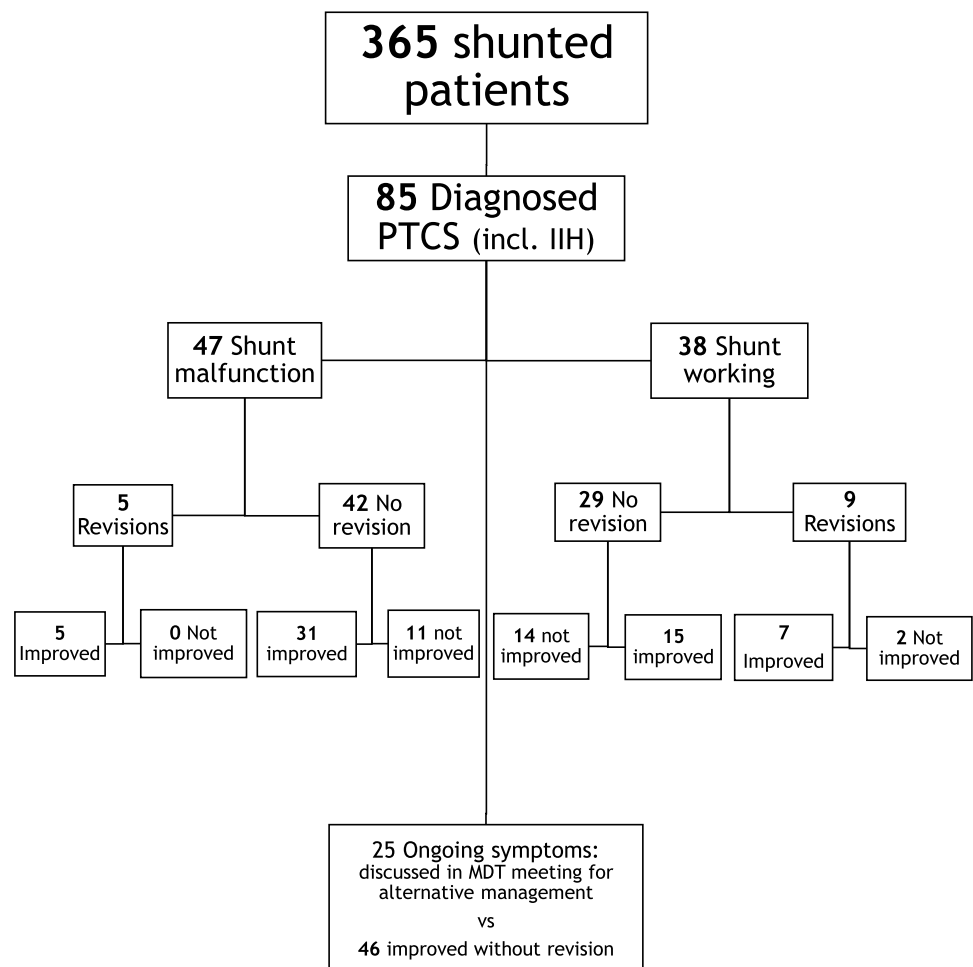 365 shunted
patients
85 Diagnosed
PTCS (incl. IIH)
47 Shunt
malfunction
38 Shunt
working
5
Revisions
42 No
revision
29 No
revision
9
Revisions
5
Improved
0 Not
improved
31
improved
11 not
improved
14 not
improved
15
improved
7
Improved
2 Not
improved
25 Ongoing symptoms:
discussed in MDT meeting for
alternative management
vs
46 improved without revision